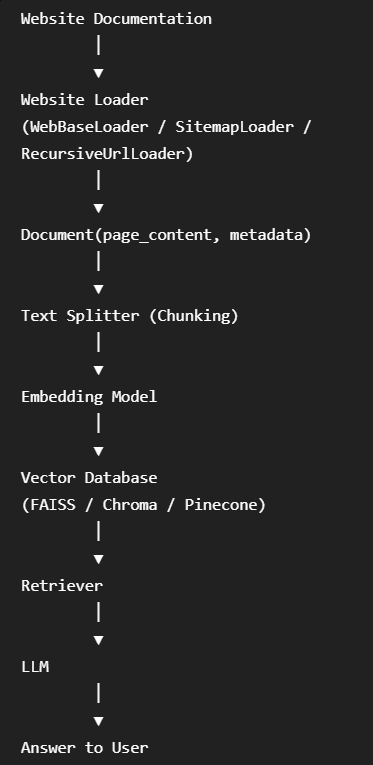 Website Documentation
│
▼
Website Loader
(WebBaseLoader / SitemapLoader /
RecursiveUrlLoader)
│
▼
Document(page_content, metadata)
│
▼
Text Splitter (Chunking)
│
▼
Embedding Model
│
▼
Vector Database
(FAISS / Chroma / Pinecone)
│
▼
Retriever
│
▼
LLM
│
▼
Answer to User